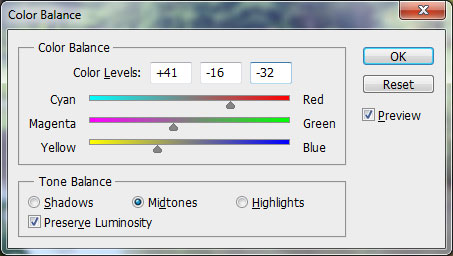 Color Balance
Color Balance
Color Levels: +41 -16 -32
OK
Cyan Red
Reset
Magenta Green
Preview
Yellow Blue
Tone Balance
Shadows Midtones Highlights
Preserve Luminosity